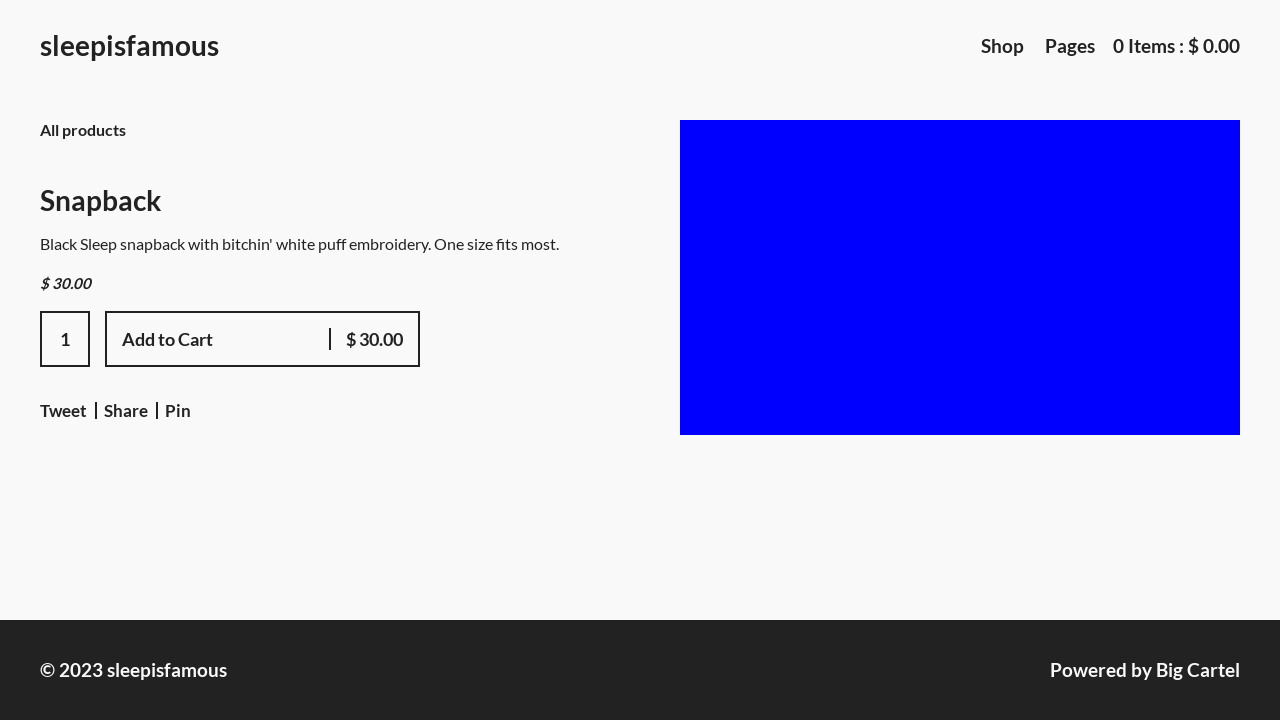 sleepisfamous
Shop Pages 0 Items : $ 0.00
All products
Snapback
Black Sleep snapback with bitchin' white puff embroidery. One size fits most.
$ 30.00
1 Add to Cart $ 30.00
Tweet Share Pin
© 2023 sleepisfamous
Powered by Big Cartel